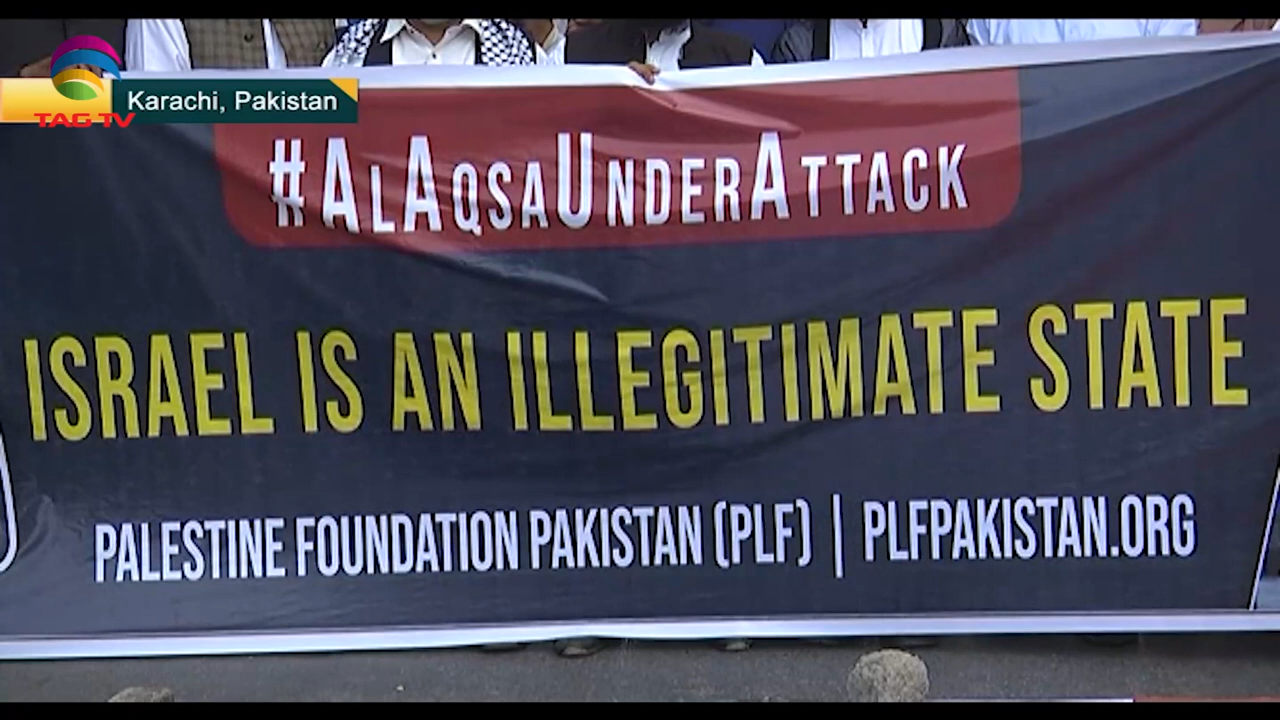 TAG TV
Karachi, Pakistan
#ALAQSAUNDERATTACK
ISRAEL IS AN ILLEGITIMATE STATE
PALESTINE FOUNDATION PAKISTAN (PLF) | PLFPAKISTAN.ORG